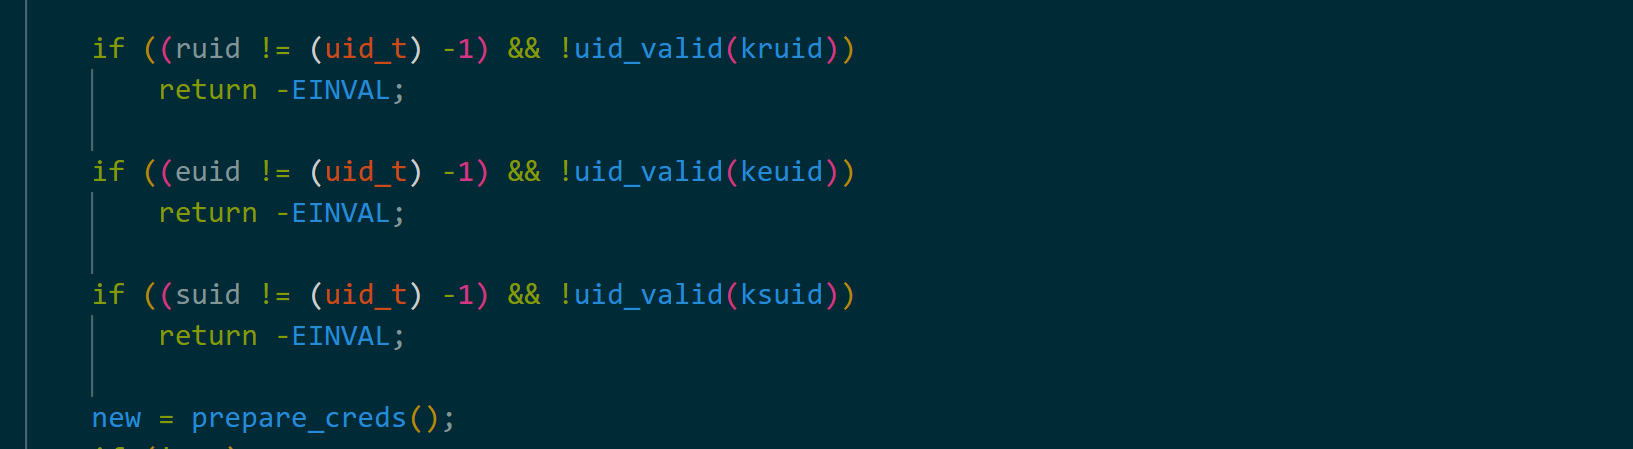 if ((ruid != (uid_t) -1) && !uid_valid(kruid))
return -EINVAL;
if ((euid != (uid_t) -1) && !uid_valid(keuid))
return -EINVAL;
if ((suid != (uid_t) -1) && !uid_valid(ksuid))
return -EINVAL;
new = prepare_creds();